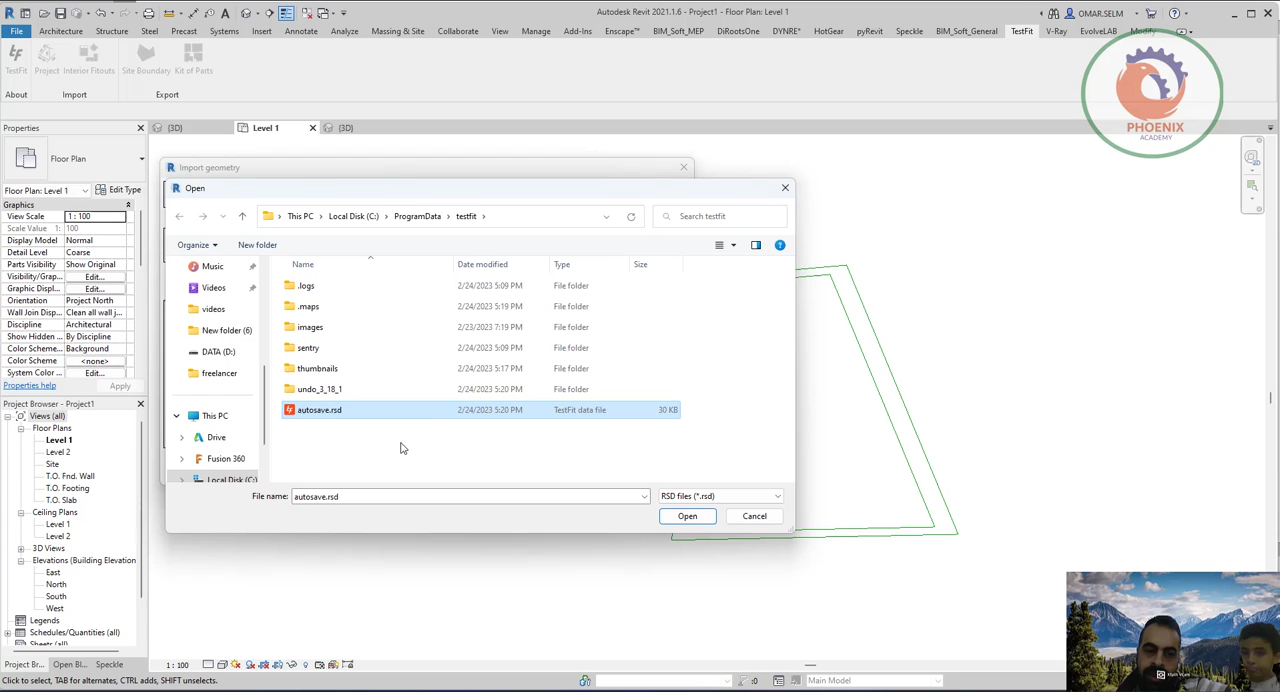 Autodesk Revit 2021.1.6 - Project1 - Floor Plan: Level 1
OMAR.SELM...
File Architecture Structure Steel Precast Systems Insert Annotate Analyze Massing & Site Collaborate View Manage Add-Ins Enscape™ BIM_Soft_MEP DiRootsOne DYNRE® HotGear pyRevit Speckle BIM_Soft_General TestFit V-Ray EvolveLAB Modify
TestFit Project Interior Fitouts Site Boundary Kit of Parts
About Import Export
PHOENIX
ACADEMY
Properties
{3D} Level 1 {3D}
Floor Plan
Floor Plan: Level 1 Edit Type
Graphics
View Scale 1 : 100
Scale Value 1: 100
Display Model Normal
Detail Level Coarse
Parts Visibility Show Original
Visibility/Grap... Edit...
Graphic Displ... Edit...
Orientation Project North
Wall Join Displ... Clean all wall j...
Discipline Architectural
Show Hidden ... By Discipline
Color Scheme... Background
Color Scheme <none>
System Color ... Edit...
Properties help Apply
Project Browser - Project1
Views (all)
Floor Plans
Level 1
Level 2
Site
T.O. Fnd. Wall
T.O. Footing
T.O. Slab
Ceiling Plans
Level 1
Level 2
3D Views
Elevations (Building Elevation
East
North
South
West
Legends
Schedules/Quantities (all)
Sheets (all)
Project Br... Open Bl... Speckle
Import geometry
Open
This PC Local Disk (C:) ProgramData testfit
Search testfit
Organize New folder
Name Date modified Type Size
Music
Videos
videos
New folder (6)
DATA (D:)
freelancer
This PC
Drive
Fusion 360
Local Disk (C:)
.logs 2/24/2023 5:09 PM File folder
.maps 2/24/2023 5:19 PM File folder
images 2/23/2023 7:19 PM File folder
sentry 2/24/2023 5:09 PM File folder
thumbnails 2/24/2023 5:17 PM File folder
undo_3_18_1 2/24/2023 5:20 PM File folder
autosave.rsd 2/24/2023 5:20 PM TestFit data file 30 KB
File name: autosave.rsd RSD files (*.rsd)
Open Cancel
1 : 100
Click to select, TAB for alternates, CTRL adds, SHIFT unselects.
:0 Main Model